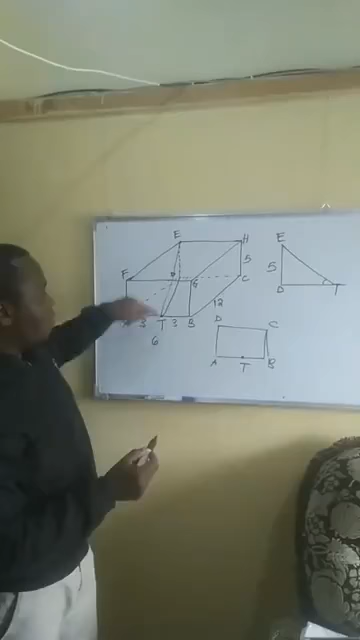 E H
F D G 5 C
A 3 T 3 B 12
6
E
5
D T
D C
A T B